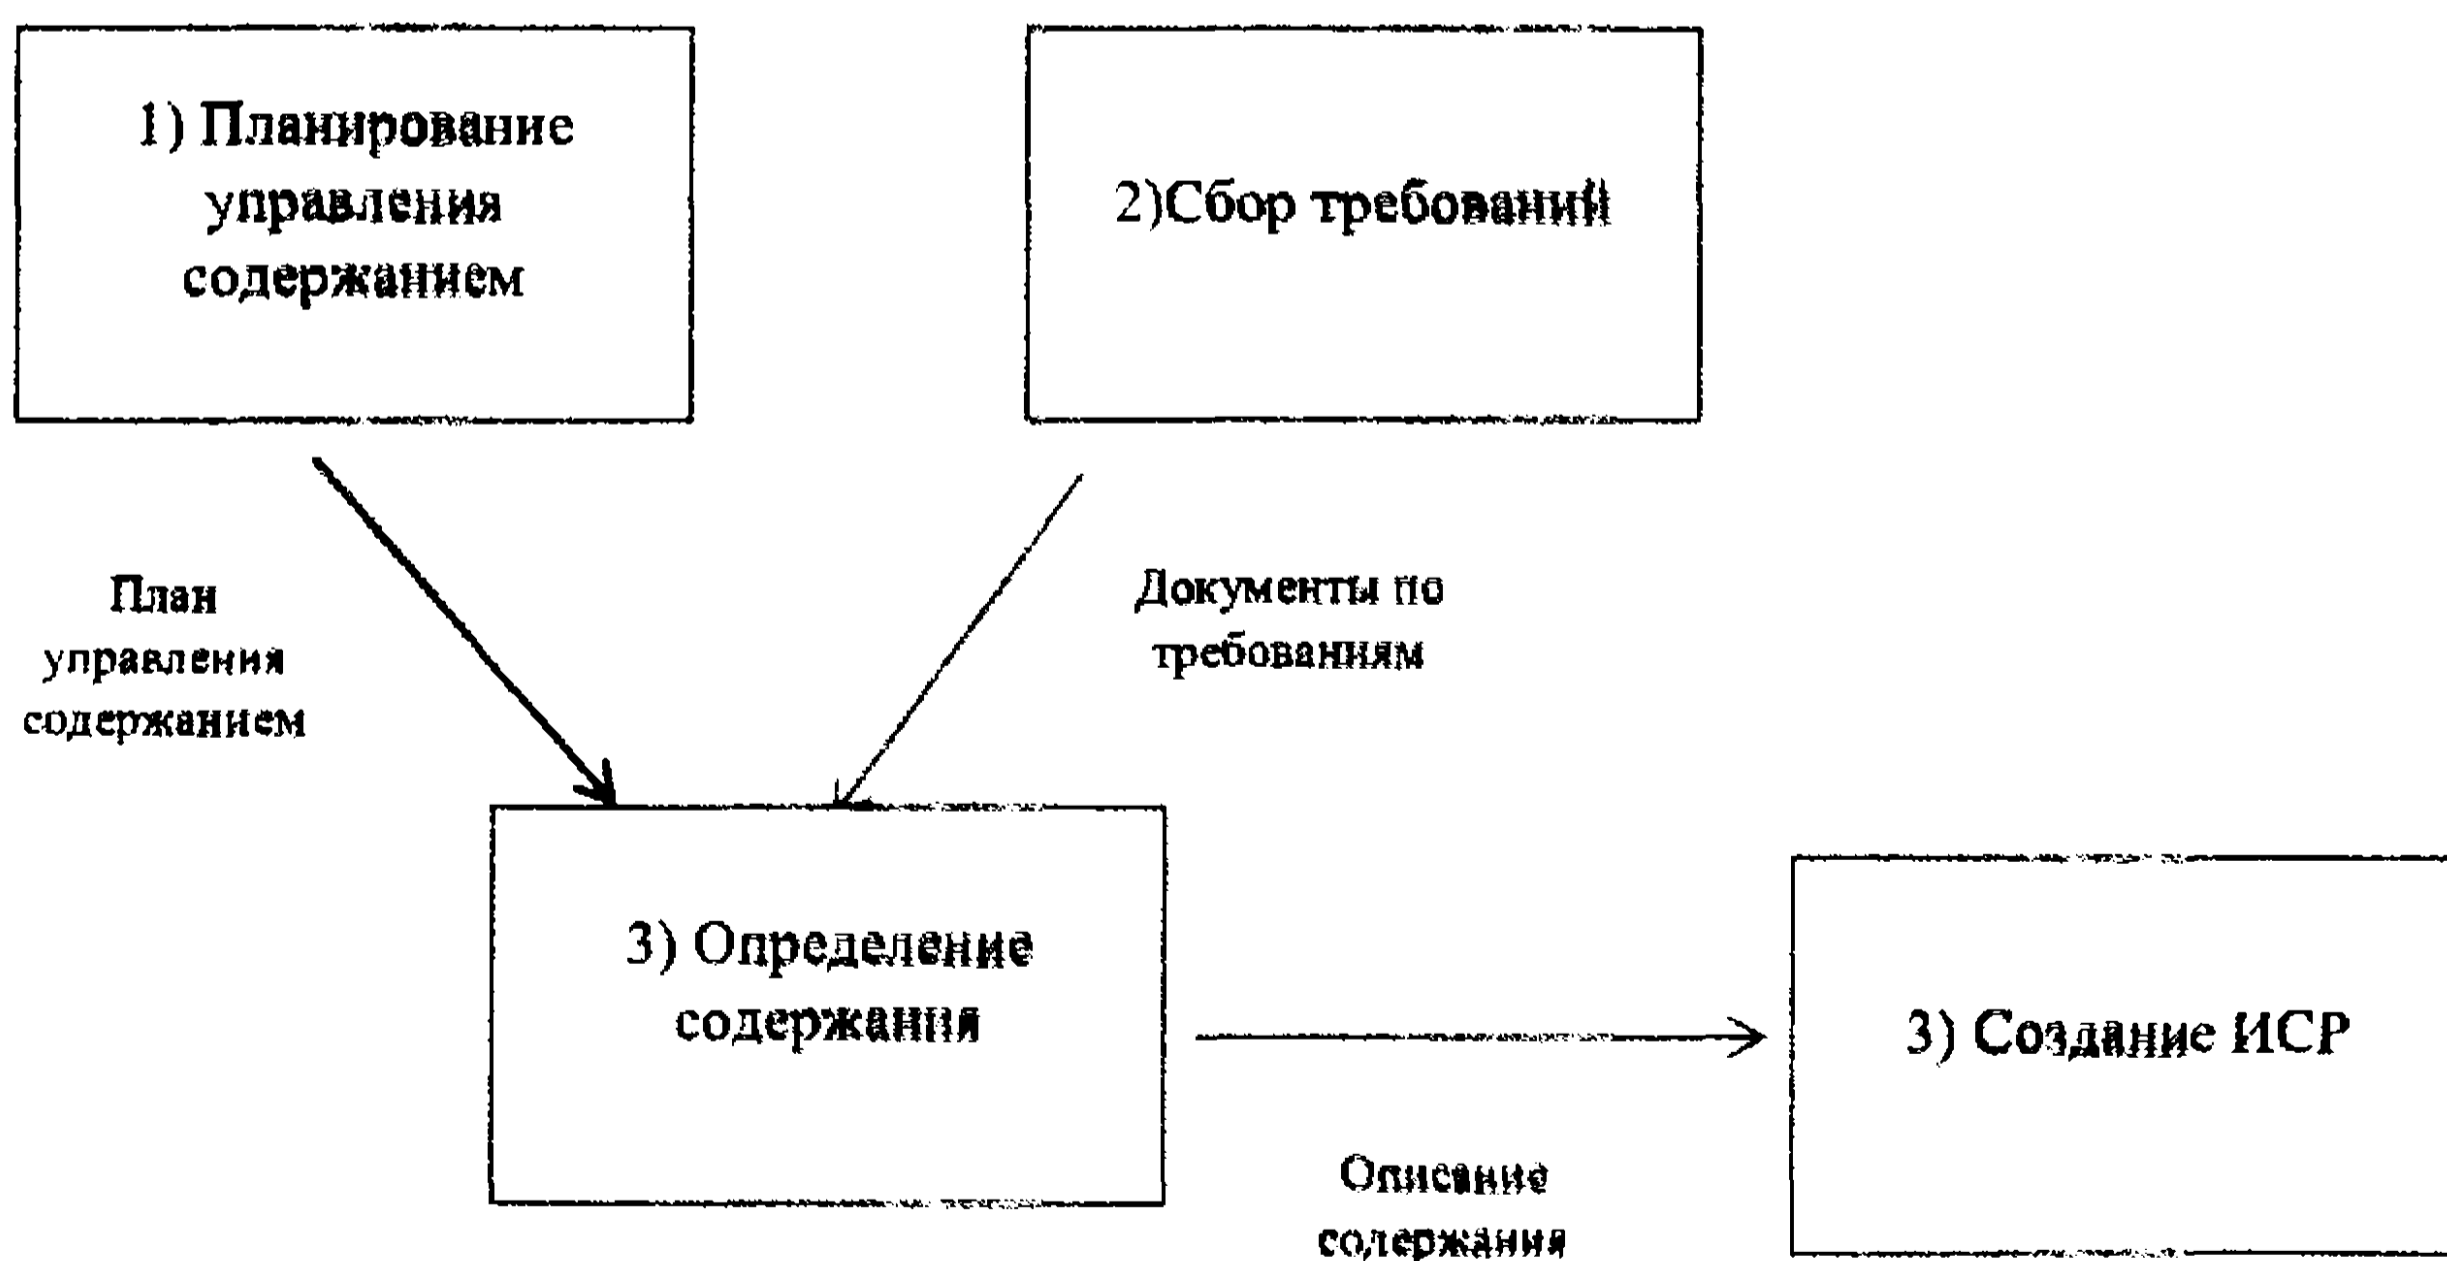 1) Планирование
управления
содержанием
2)Сбор требований
План
управления
содержанием
Документы по
требованиям
3) Определение
содержания
3) Создание ИСР
Описание
содержания